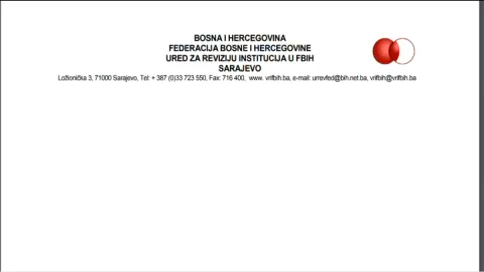 BOSNA I HERCEGOVINA
FEDERACIJA BOSNE I HERCEGOVINE
URED ZA REVIZIJU INSTITUCIJA U FBIH
SARAJEVO
Ložionička 3, 71000 Sarajevo, Tel: + 387 (0)33 723 550, Fax: 716 400, www. vrifbih.ba, e-mail: urrevfed@bih.net.ba, vrifbih@vrifbih.ba